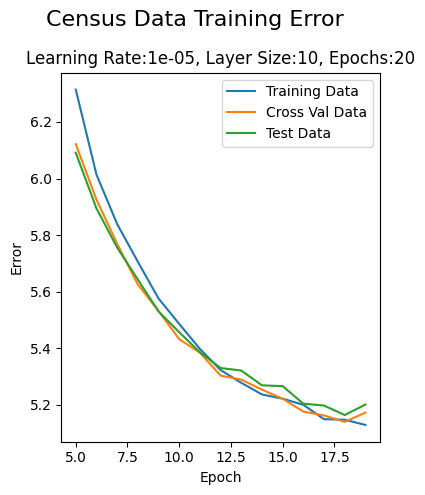 Census Data Training Error
Learning Rate:1e-05, Layer Size:10, Epochs:20
Training Data
Cross Val Data
Test Data
6.2
6.0
5.8
5.6
5.4
5.2
Error
5.0 7.5 10.0 12.5 15.0 17.5
Epoch